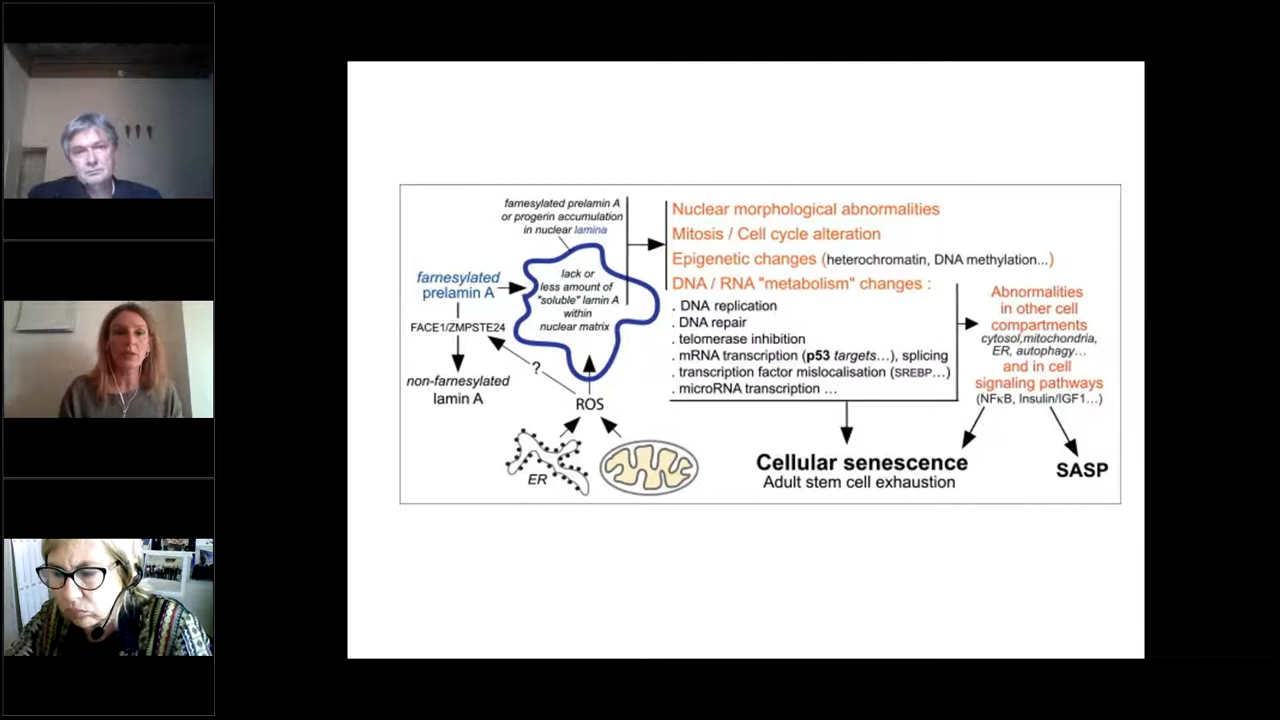 farnesylated prelamin A
or progerin accumulation
in nuclear lamina
farnesylated
prelamin A
FACE1/ZMPSTE24
non-farnesylated
lamin A
lack or
less amount of
"soluble" lamin A
within
nuclear matrix
?
ROS
ER
Nuclear morphological abnormalities
Mitosis / Cell cycle alteration
Epigenetic changes (heterochromatin, DNA methylation...)
DNA / RNA "metabolism" changes :
. DNA replication
. DNA repair
. telomerase inhibition
. mRNA transcription (p53 targets...), splicing
. transcription factor mislocalisation (SREBP...)
. microRNA transcription ...
Abnormalities
in other cell
compartments
cytosol,mitochondria,
ER, autophagy...
and in cell
signaling pathways
(NFκB, Insulin/IGF1...)
Cellular senescence
Adult stem cell exhaustion
SASP